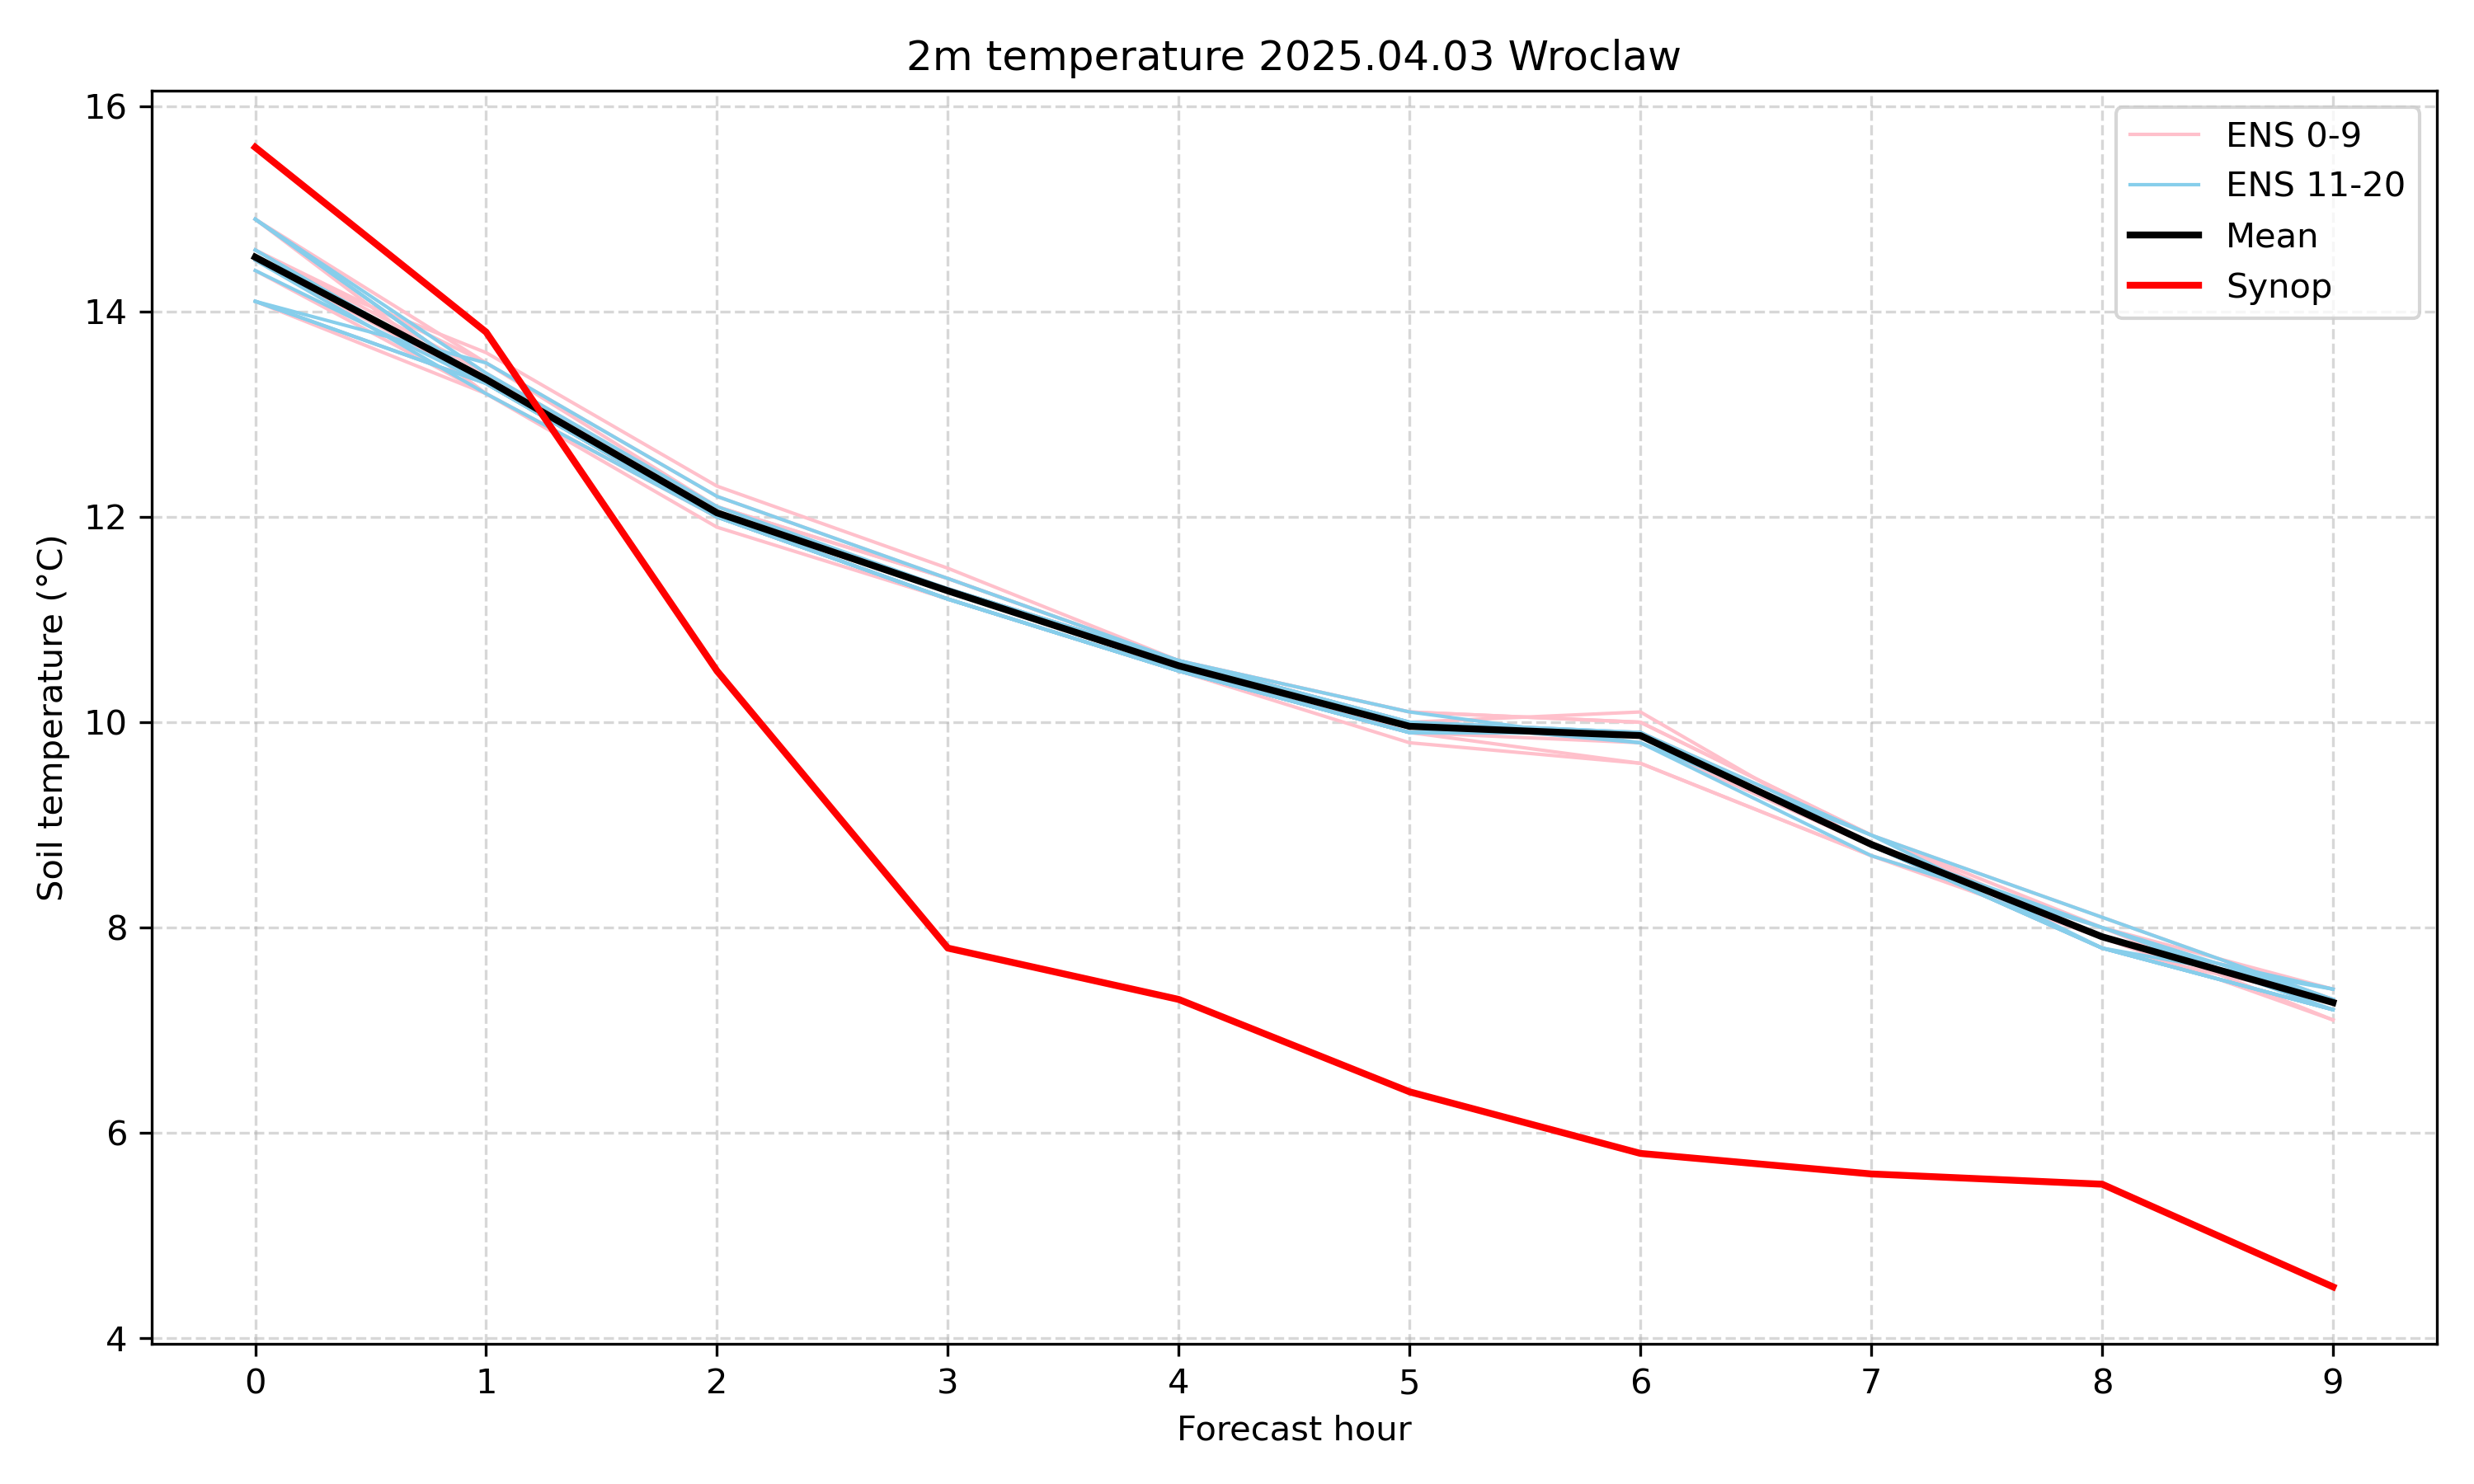 2m temperature 2025.04.03 Wroclaw
16
14
12
10
8
6
4
Soil temperature (°C)
ENS 0-9
ENS 11-20
Mean
Synop
0 1 2 3 4 5 6 7 8 9
Forecast hour